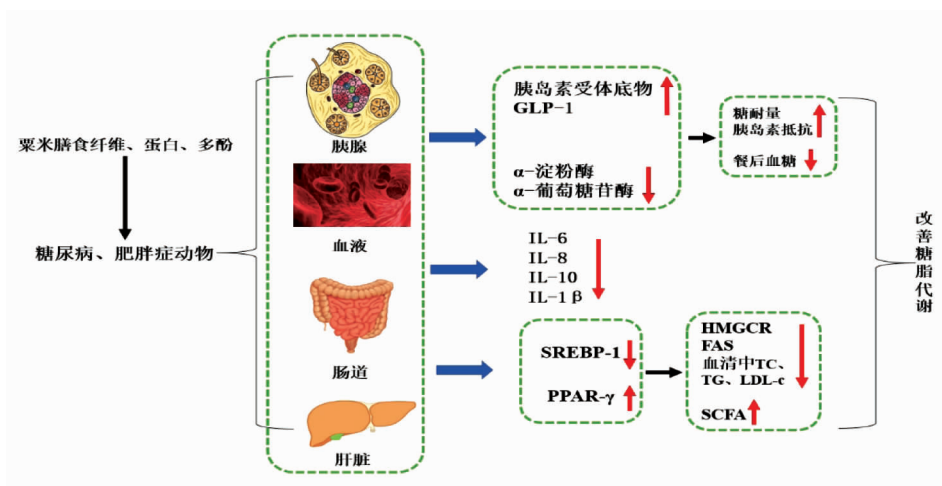 粟米膳食纤维、蛋白、多酚
糖尿病、肥胖症动物
胰腺
血液
肠道
肝脏
胰岛素受体底物
GLP-1
α-淀粉酶
α-葡萄糖苷酶
糖耐量
胰岛素抵抗
餐后血糖
IL-6
IL-8
IL-10
IL-1β
SREBP-1
PPAR-γ
HMGCR
FAS
血清中TC、
TG、LDL-c
SCFA
改善糖脂代谢